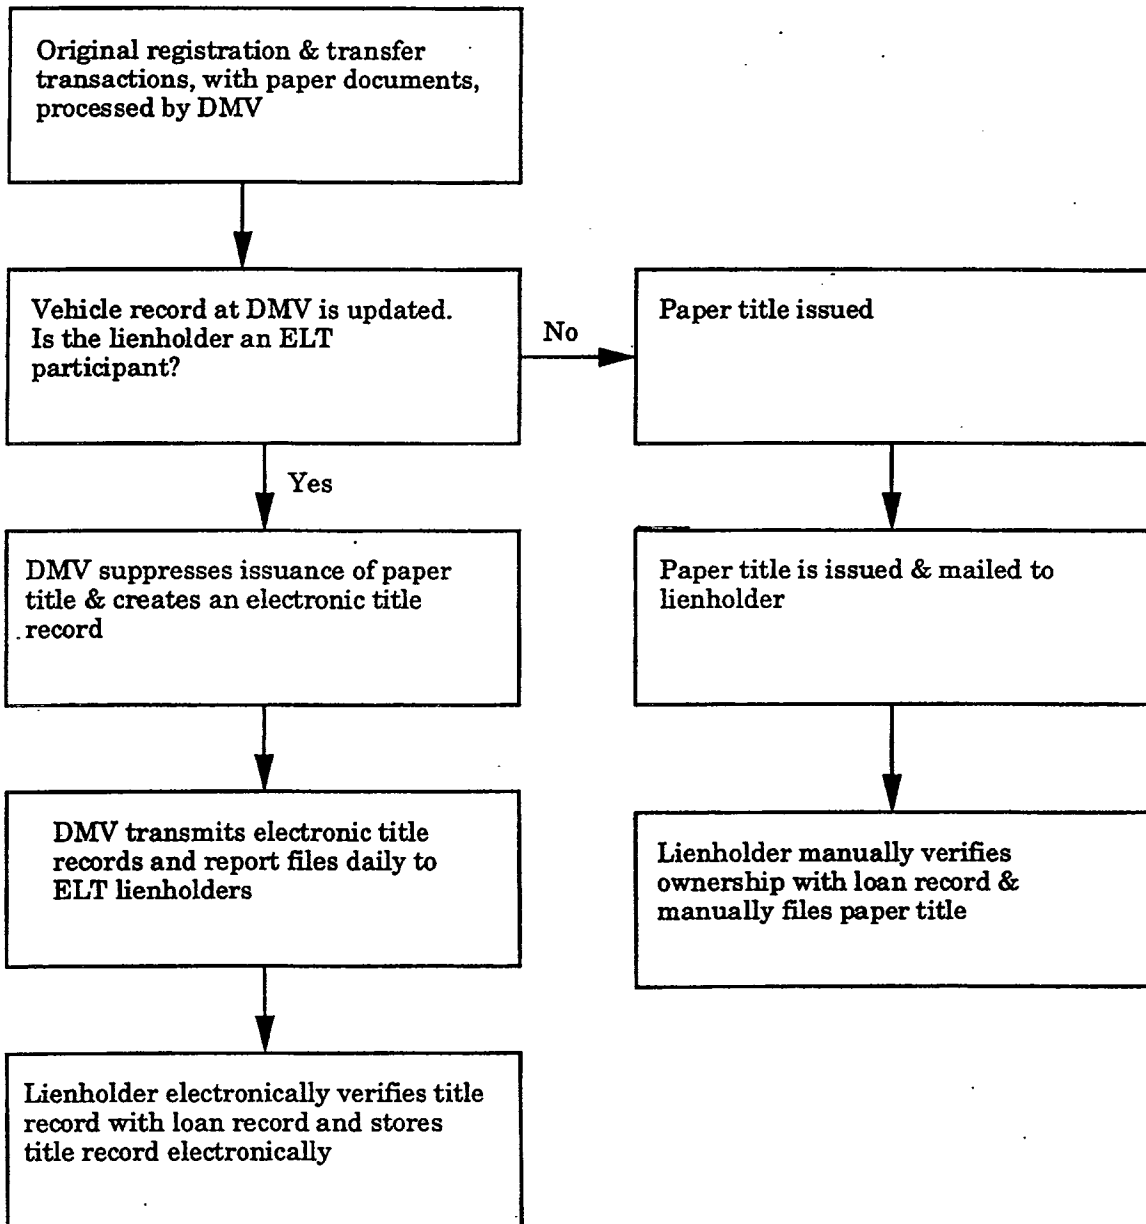 Original registration & transfer
transactions, with paper documents,
processed by DMV
Vehicle record at DMV is updated.
Is the lienholder an ELT
participant?
No
Paper title issued
Yes
DMV suppresses issuance of paper
title & creates an electronic title
record
Paper title is issued & mailed to
lienholder
DMV transmits electronic title
records and report files daily to
ELT lienholders
Lienholder manually verifies
ownership with loan record &
manually files paper title
Lienholder electronically verifies title
record with loan record and stores
title record electronically